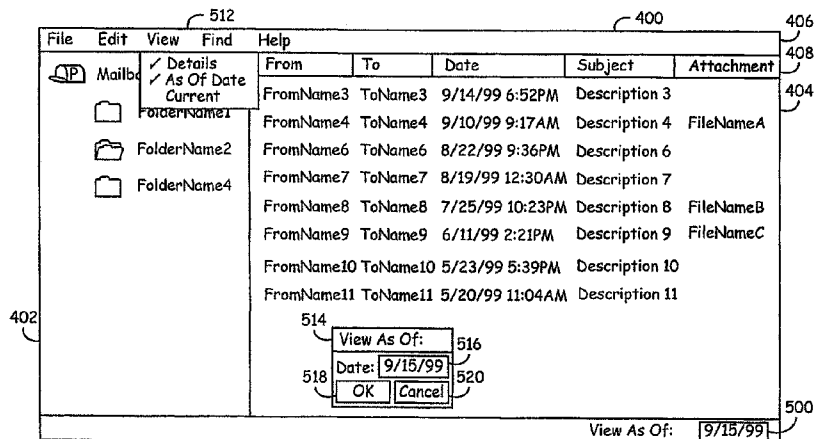 512
400
406
File Edit View Find Help
408
From To Date Subject Attachment
404
✓ Details
✓ As Of Date
Current
FolderName1
FolderName2
FolderName4
FromName3 ToName3 9/14/99 6:52PM Description 3
FromName4 ToName4 9/10/99 9:17AM Description 4 FileNameA
FromName6 ToName6 8/22/99 9:36PM Description 6
FromName7 ToName7 8/19/99 12:30AM Description 7
FromName8 ToName8 7/25/99 10:23PM Description 8 FileNameB
FromName9 ToName9 6/11/99 2:21PM Description 9 FileNameC
FromName10 ToName10 5/23/99 5:39PM Description 10
FromName11 ToName11 5/20/99 11:04AM Description 11
402
514
View As Of:
516
Date: 9/15/99
518
520
OK Cancel
500
View As Of: 9/15/99